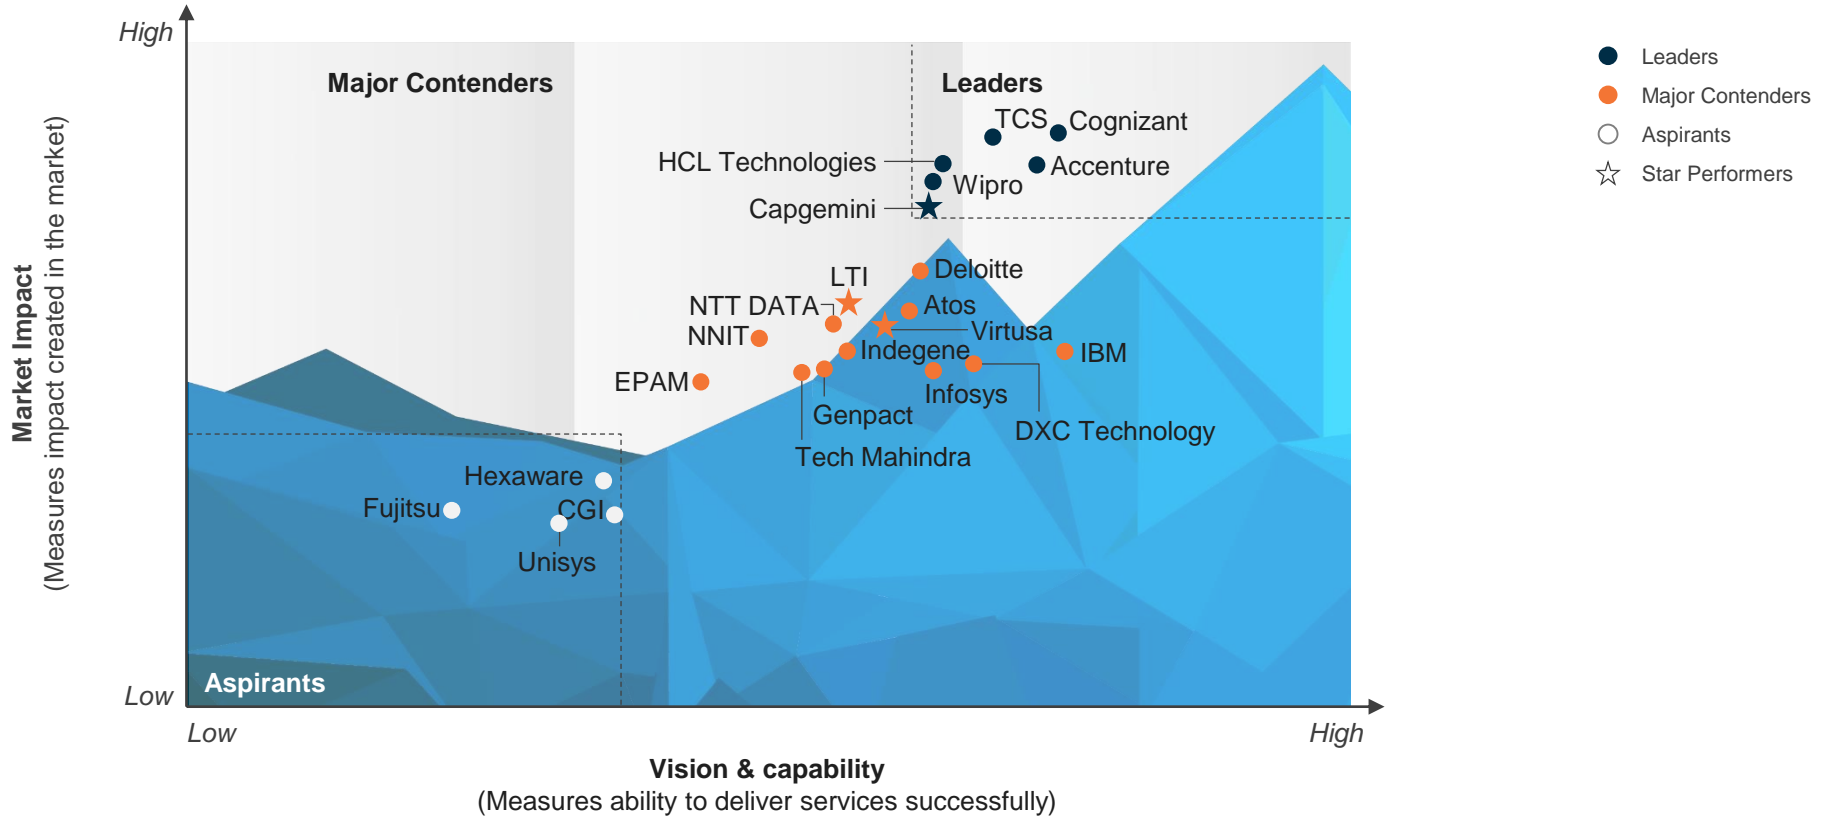 High
Major Contenders
Leaders
Leaders
Major Contenders
Aspirants
Star Performers
TCS
Cognizant
HCL Technologies
Accenture
Wipro
Capgemini
Deloitte
LTI
NTT DATA
Atos
NNIT
Virtusa
Indegene
IBM
EPAM
Infosys
Genpact
DXC Technology
Tech Mahindra
Hexaware
Fujitsu
CGI
Unisys
Aspirants
Market Impact
(Measures impact created in the market)
Low
Low
High
Vision & capability
(Measures ability to deliver services successfully)